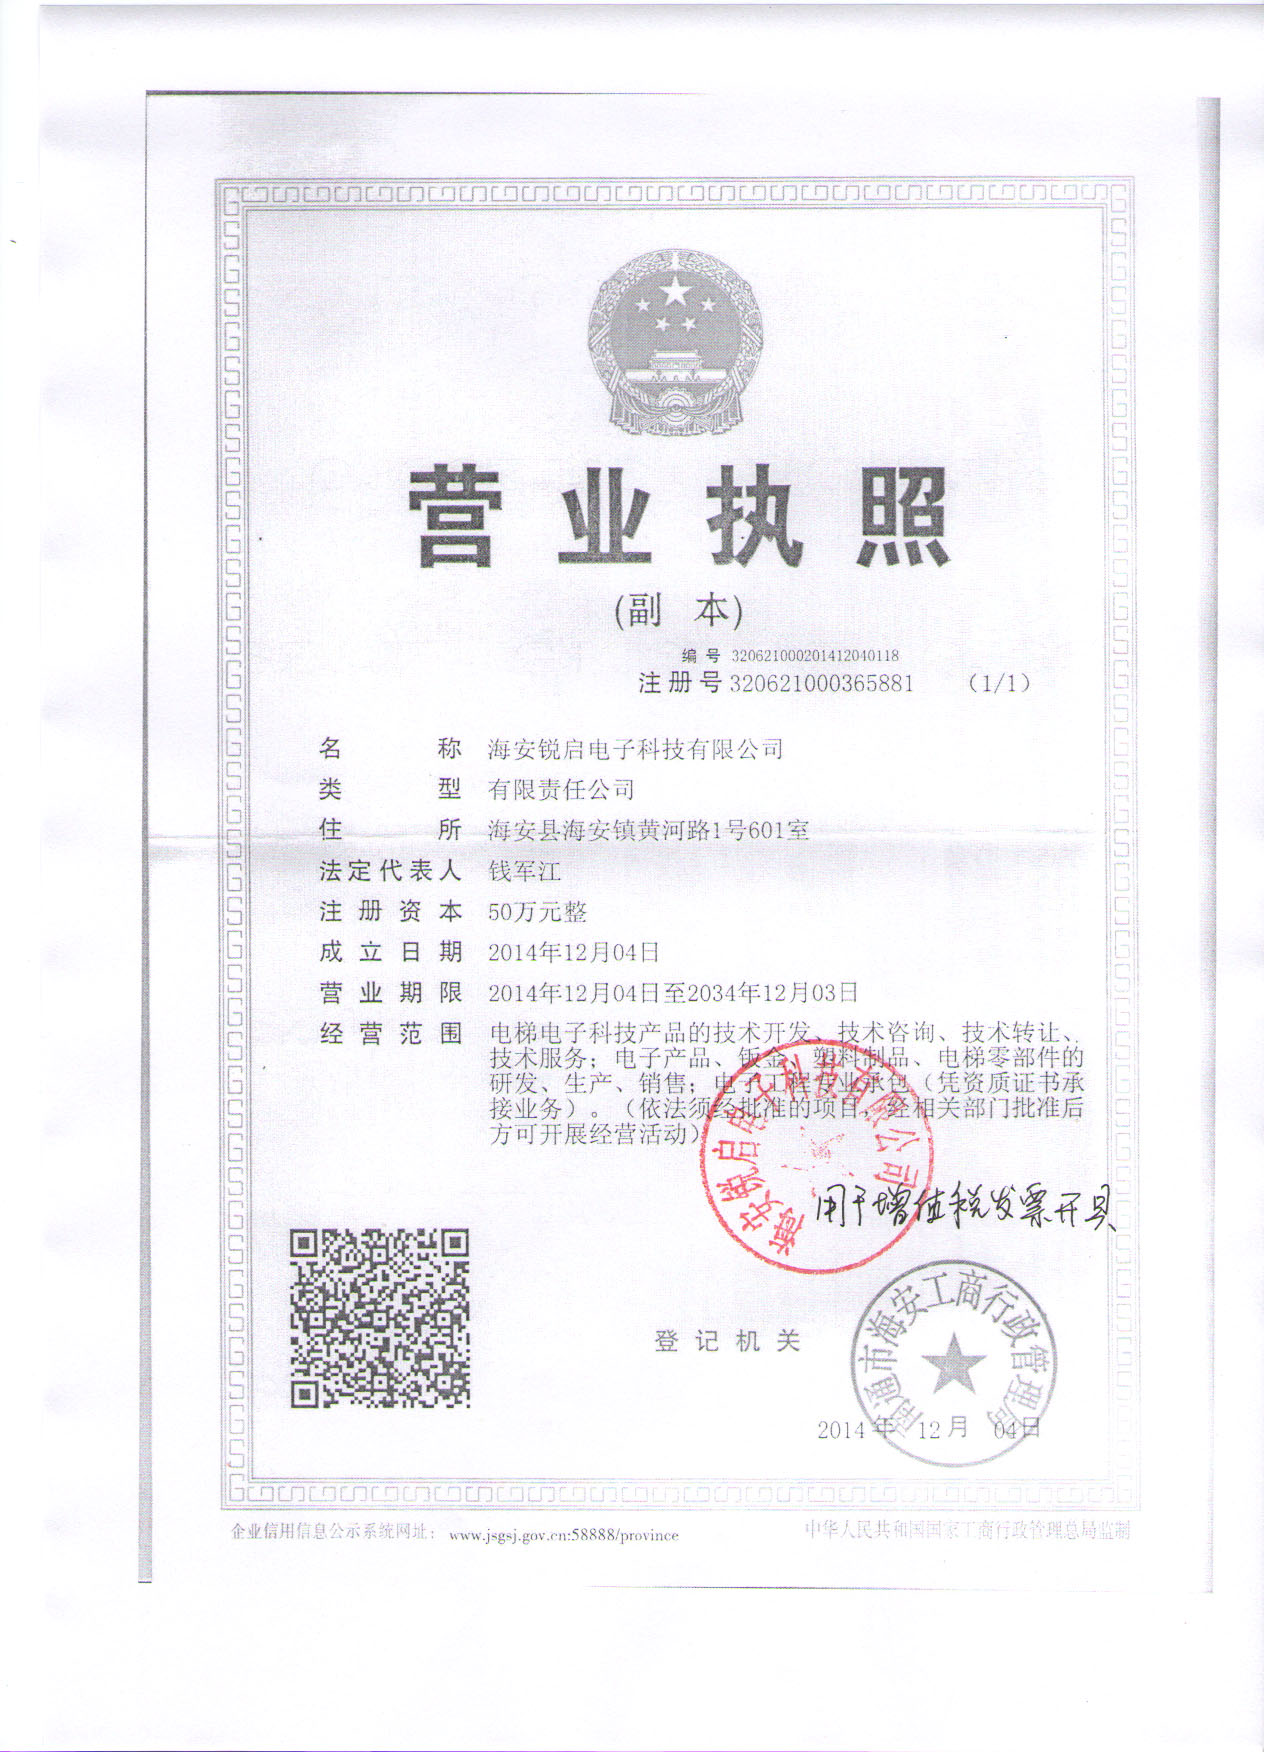 营业执照
(副 本)
编 号 320621000201412040118
注 册 号 320621000365881 （1/1）
名 称 海安锐启电子科技有限公司
类 型 有限责任公司
住 所 海安县海安镇黄河路1号601室
法定代表人 钱军江
注 册 资 本 50万元整
成 立 日 期 2014年12月04日
营 业 期 限 2014年12月04日至2034年12月03日
经 营 范 围 电梯电子科技产品的技术开发、技术咨询、技术转让、
技术服务；电子产品、钣金、塑料制品、电梯零部件的
研发、生产、销售；电子工程专业承包（凭资质证书承
接业务）。（依法须经批准的项目，经相关部门批准后
方可开展经营活动）
海安锐启电子科技有限公司
用于增值税发票开具
登 记 机 关
南通市海安工商行政管理局
2014 年 12 月 04日
企业信用信息公示系统网址： www.jsgsj.gov.cn:58888/province
中华人民共和国国家工商行政管理总局监制